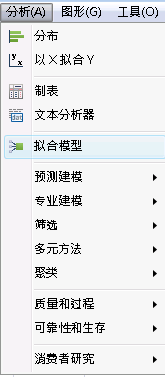 分析(A) 图形(G) 工具(O)
分布
以 X 拟合 Y
制表
文本分析器
拟合模型
预测建模
专业建模
筛选
多元方法
聚类
质量和过程
可靠性和生存
消费者研究